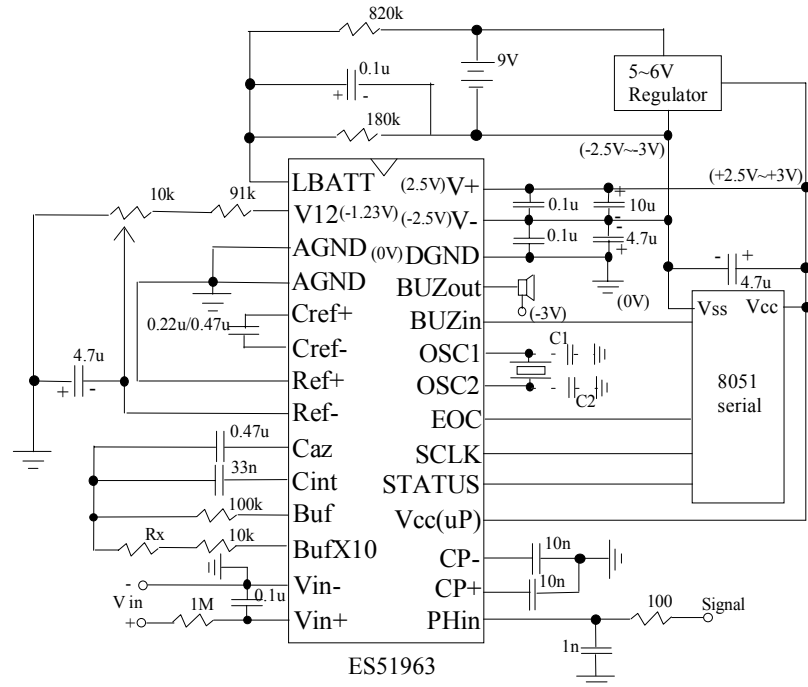 820k
0.1u
+ -
9V
5~6V
Regulator
180k
(-2.5V~-3V)
(+2.5V~+3V)
10k
91k
LBATT
V12(-1.23V)
AGND (0V)
AGND
Cref+
0.22u/0.47u
Cref-
Ref+
Ref-
4.7u
+ -
0.47u
Caz
33n
Cint
100k
Buf
Rx
10k
BufX10
-
Vin-
Vin
0.1u
+
1M
Vin+
(2.5V)V+
(-2.5V)V-
DGND
BUZout
BUZin
OSC1
OSC2
EOC
SCLK
STATUS
Vcc(uP)
CP-
CP+
PHin
0.1u
+
10u
-
0.1u
-
4.7u
+
(0V)
(-3V)
- +
4.7u
Vss
Vcc
8051
serial
C1
C2
10n
10n
100
Signal
1n
ES51963